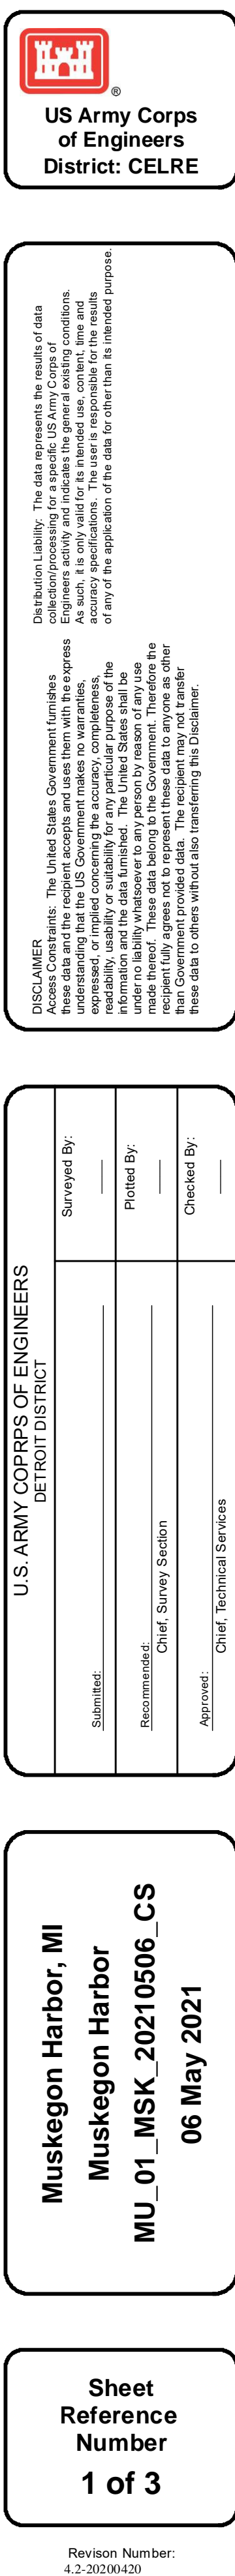 ®
US Army Corps
of Engineers
District: CELRE
DISCLAIMER
Access Constraints: The United States Government furnishes
these data and the recipient accepts and uses them with the express
understanding that the US Government makes no warranties,
expressed, or implied concerning the accuracy, completeness,
readability, usability or suitability for any particular purpose of the
information and the data furnished. The United States shall be
under no liability whatsoever to any person by reason of any use
made thereof. These data belong to the Government. Therefore the
recipient fully agrees not to represent these data to anyone as other
than Government provided data. The recipient may not transfer
these data to others without also transferring this Disclaimer.
Distribution Liability: The data represents the results of data
collection/processing for a specific US Army Corps of
Engineers activity and indicates the general existing conditions.
As such, it is only valid for its intended use, content, time and
accuracy specifications. The user is responsible for the results
of any of the application of the data for other than its intended purpose.
U.S. ARMY COPRPS OF ENGINEERS
DETROIT DISTRICT
Submitted:
Surveyed By:
Recommended:
Chief, Survey Section
Plotted By:
Approved:
Chief, Technical Services
Checked By:
Muskegon Harbor, MI
Muskegon Harbor
MU_01_MSK_20210506_CS
06 May 2021
Sheet
Reference
Number
1 of 3
Revison Number:
4.2-20200420